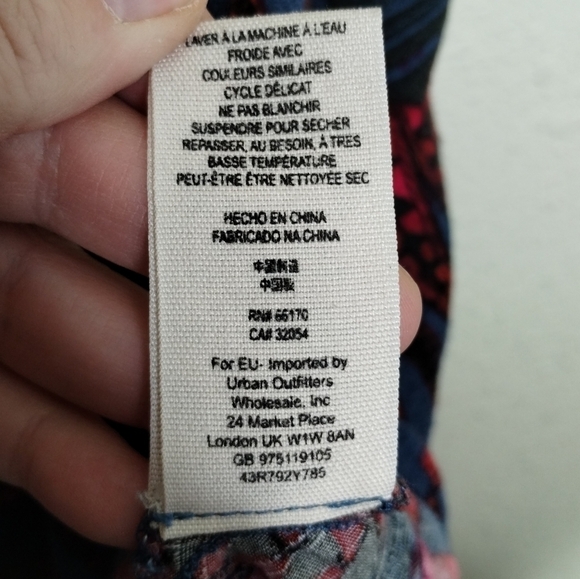 LAVER À LA MACHINE À L'EAU
FROIDE AVEC
COULEURS SIMILAIRES
CYCLE DÉLICAT
NE PAS BLANCHIR
SUSPENDRE POUR SÉCHER
REPASSER, AU BESOIN, À TRÈS
BASSE TEMPÉRATURE
PEUT-ÊTRE ÊTRE NETTOYÉE SEC
HECHO EN CHINA
FABRICADO NA CHINA
中國製造
中国製
RN# 66170
CA# 32054
For EU- Imported by
Urban Outfitters
Wholesale, Inc
24 Market Place
London UK W1W 8AN
GB 975119105
43R792Y785